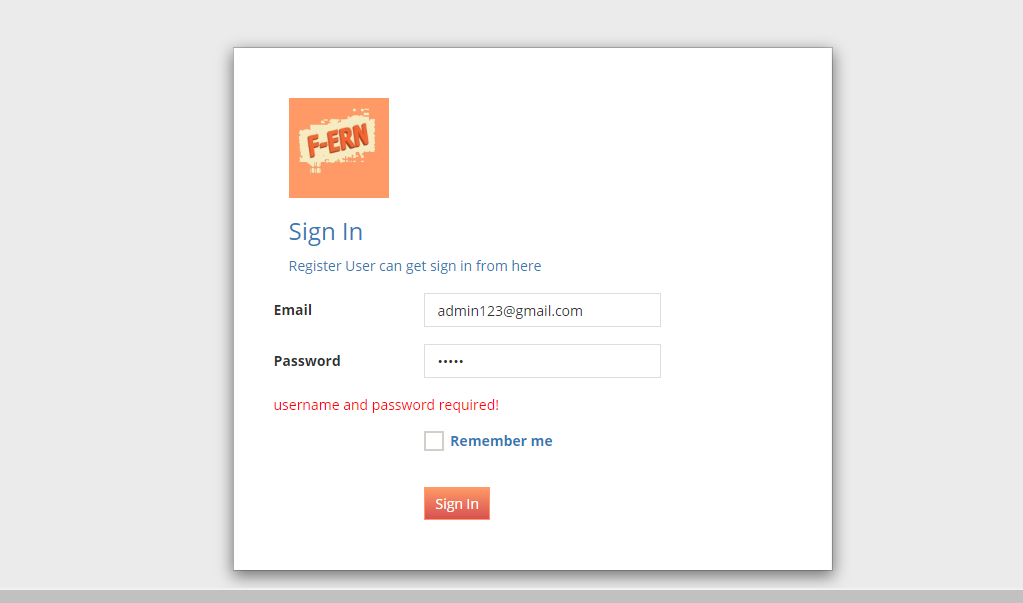 F-ERN
Sign In
Register User can get sign in from here
Email admin123@gmail.com
Password •••••
username and password required!
Remember me
Sign In